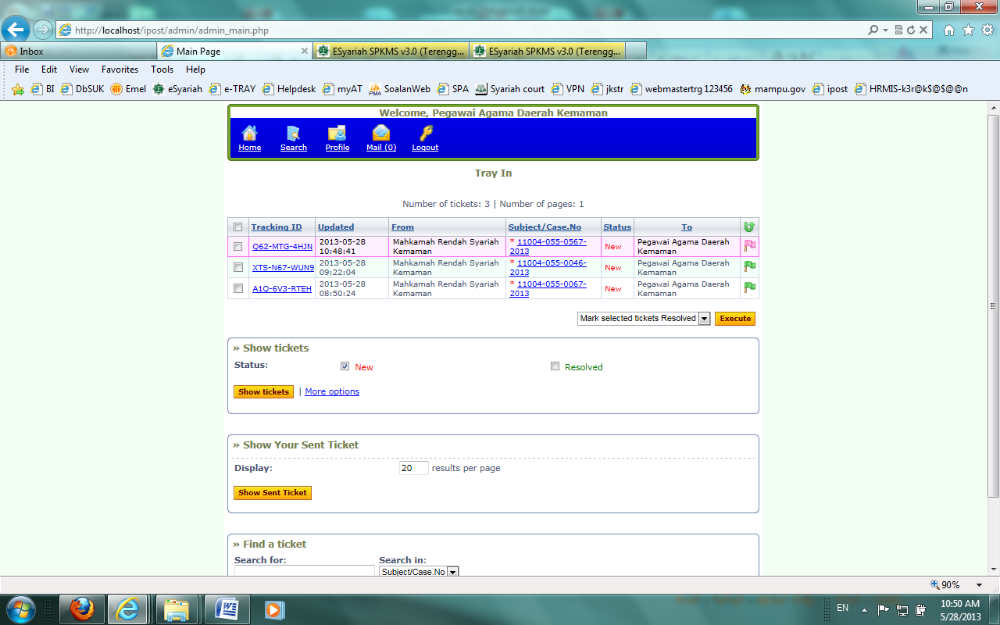 http://localhost/ipost/admin/admin_main.php
Inbox
Main Page
ESyariah SPKMS v3.0 (Terengg...
ESyariah SPKMS v3.0 (Terengg...
File Edit View Favorites Tools Help
BI DbSUK Emel eSyariah e-TRAY Helpdesk myAT SoalanWeb SPA Syariah court VPN jkstr webmastertrg 123456 mampu.gov ipost HRMIS-k3r@k$@$@@n
Welcome, Pegawai Agama Daerah Kemaman
Home Search Profile Mail (0) Logout
Tray In
Number of tickets: 3 | Number of pages: 1
Tracking ID Updated From Subject/Case.No Status To
Q62-MTG-4HJN 2013-05-28 10:48:41 Mahkamah Rendah Syariah Kemaman * 11004-055-0567-2013 New Pegawai Agama Daerah Kemaman
XTS-N67-WUN9 2013-05-28 09:22:04 Mahkamah Rendah Syariah Kemaman * 11004-055-0046-2013 New Pegawai Agama Daerah Kemaman
A1Q-6V3-RTEH 2013-05-28 08:50:24 Mahkamah Rendah Syariah Kemaman * 11004-055-0067-2013 New Pegawai Agama Daerah Kemaman
Mark selected tickets Resolved Execute
» Show tickets
Status: New Resolved
Show tickets | More options
» Show Your Sent Ticket
Display: 20 results per page
Show Sent Ticket
» Find a ticket
Search for: Search in:
Subject/Case.No
90%
EN
10:50 AM
5/28/2013